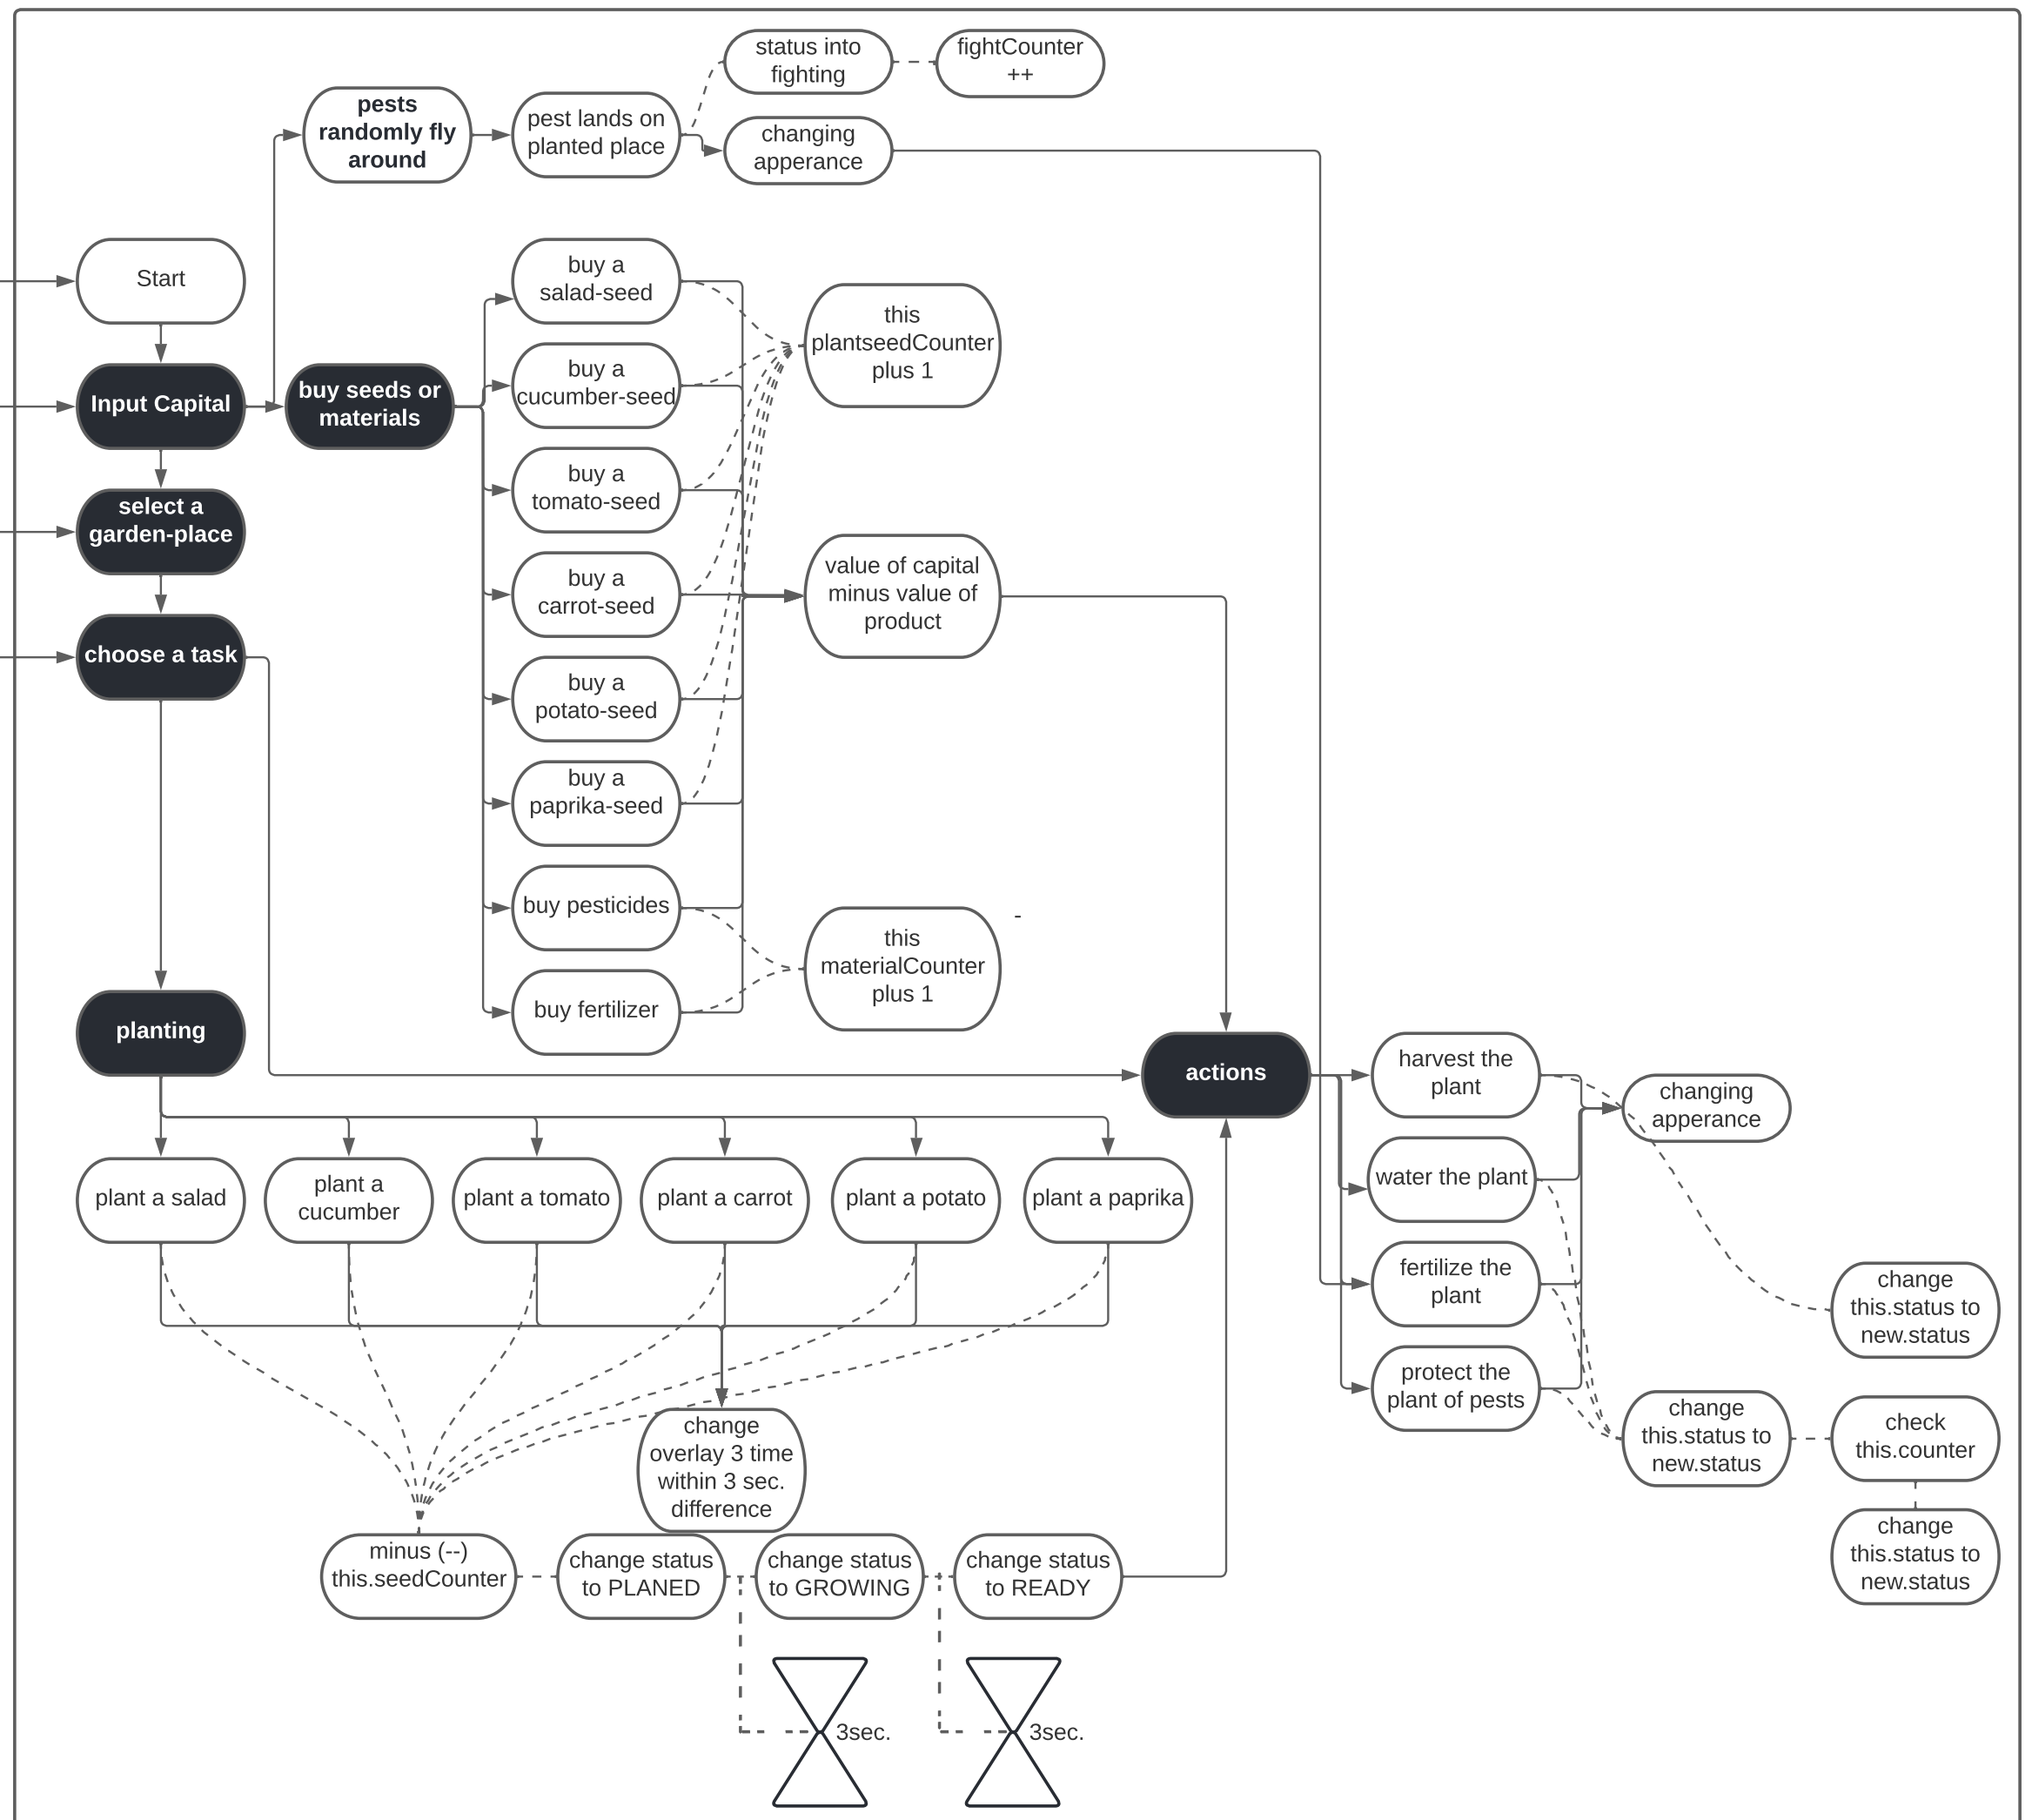 status into
fighting
fightCounter
++
pests
randomly fly
around
pest lands on
planted place
changing
apperance
Start
Input Capital
select a
garden-place
choose a task
buy seeds or
materials
buy a
salad-seed
buy a
cucumber-seed
buy a
tomato-seed
buy a
carrot-seed
buy a
potato-seed
buy a
paprika-seed
buy pesticides
buy fertilizer
this
plantseedCounter
plus 1
value of capital
minus value of
product
this
materialCounter
plus 1
-
planting
actions
plant a salad
plant a
cucumber
plant a tomato
plant a carrot
plant a potato
plant a paprika
harvest the
plant
water the plant
fertilize the
plant
protect the
plant of pests
changing
apperance
change
this.status to
new.status
change
this.status to
new.status
check
this.counter
change
this.status to
new.status
change
overlay 3 time
within 3 sec.
difference
minus (--)
this.seedCounter
change status
to PLANED
change status
to GROWING
change status
to READY
3sec.
3sec.